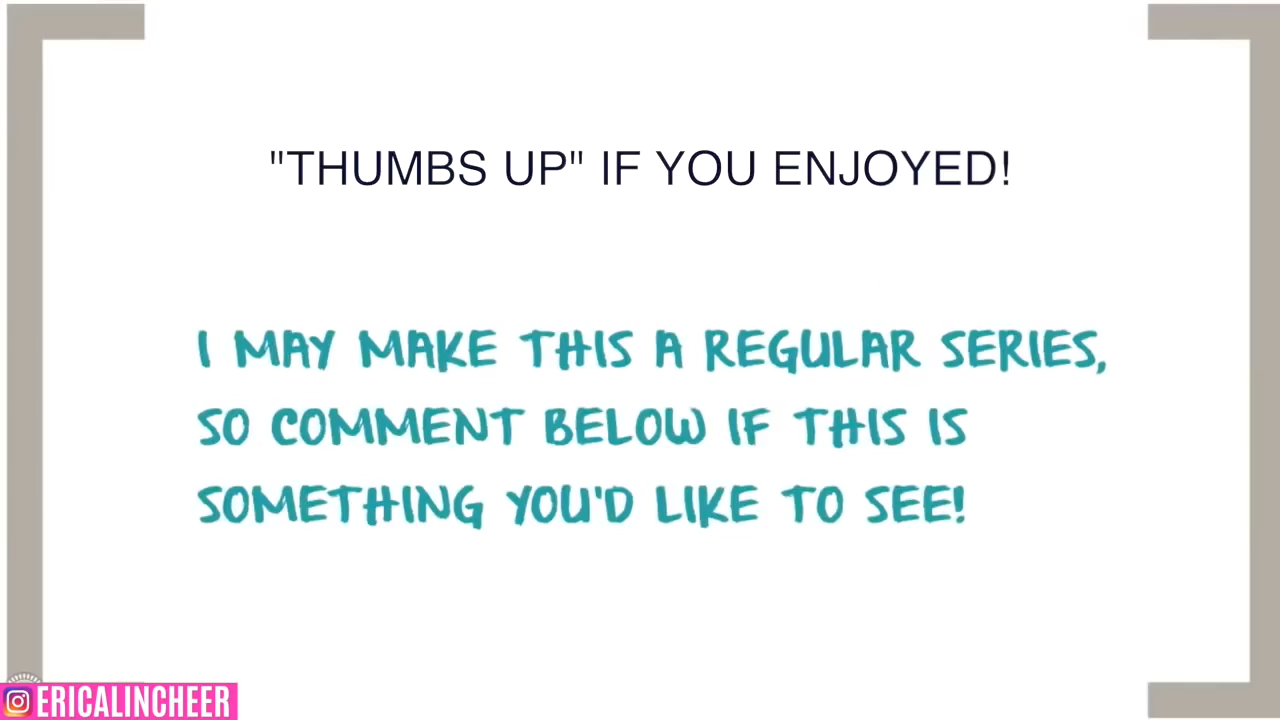 "THUMBS UP" IF YOU ENJOYED!
I MAY MAKE THIS A REGULAR SERIES,
SO COMMENT BELOW IF THIS IS
SOMETHING YOU'D LIKE TO SEE!
ERICALINCHEER